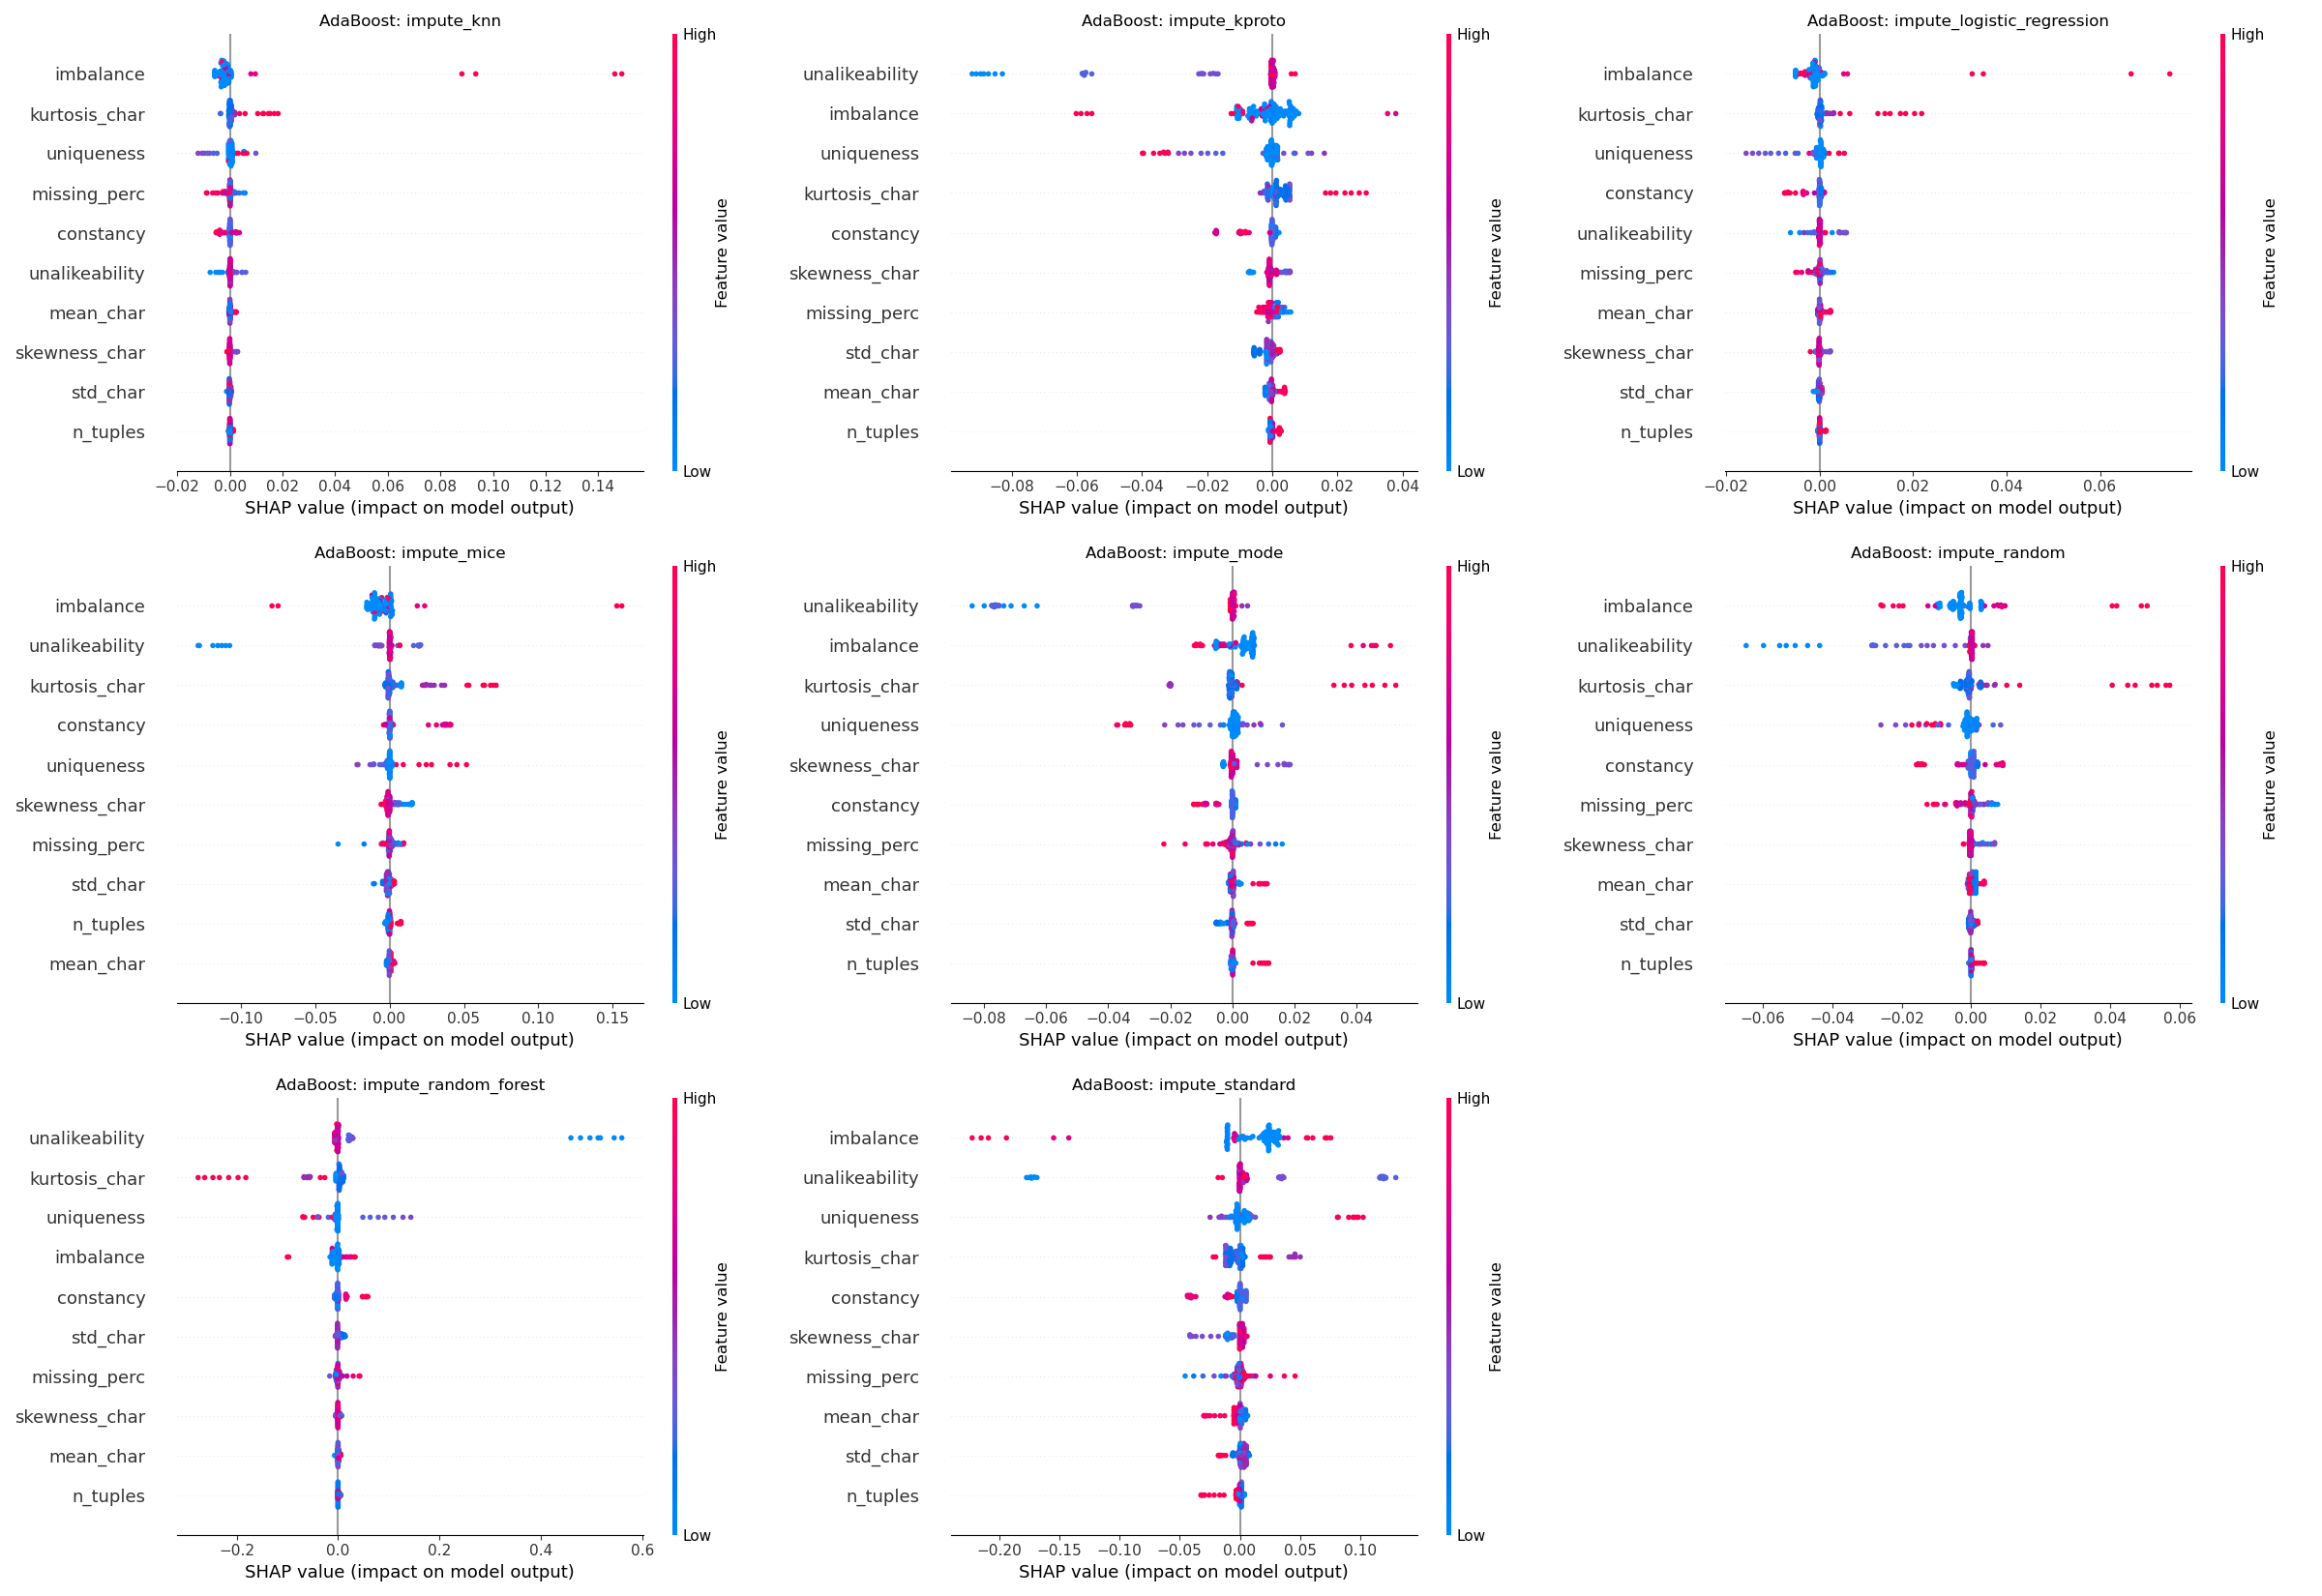 AdaBoost: impute_knn
High
imbalance
kurtosis_char
uniqueness
missing_perc
constancy
unalikeability
mean_char
skewness_char
std_char
n_tuples
Feature value
Low
−0.02 0.00 0.02 0.04 0.06 0.08 0.10 0.12 0.14
SHAP value (impact on model output)
AdaBoost: impute_kproto
High
unalikeability
imbalance
uniqueness
kurtosis_char
constancy
skewness_char
missing_perc
std_char
mean_char
n_tuples
Feature value
Low
−0.08 −0.06 −0.04 −0.02 0.00 0.02 0.04
SHAP value (impact on model output)
AdaBoost: impute_logistic_regression
High
imbalance
kurtosis_char
uniqueness
constancy
unalikeability
missing_perc
mean_char
skewness_char
std_char
n_tuples
Feature value
Low
−0.02 0.00 0.02 0.04 0.06
SHAP value (impact on model output)
AdaBoost: impute_mice
High
imbalance
unalikeability
kurtosis_char
constancy
uniqueness
skewness_char
missing_perc
std_char
n_tuples
mean_char
Feature value
Low
−0.10 −0.05 0.00 0.05 0.10 0.15
SHAP value (impact on model output)
AdaBoost: impute_mode
High
unalikeability
imbalance
kurtosis_char
uniqueness
skewness_char
constancy
missing_perc
mean_char
std_char
n_tuples
Feature value
Low
−0.08 −0.06 −0.04 −0.02 0.00 0.02 0.04
SHAP value (impact on model output)
AdaBoost: impute_random
High
imbalance
unalikeability
kurtosis_char
uniqueness
constancy
missing_perc
skewness_char
mean_char
std_char
n_tuples
Feature value
Low
−0.06 −0.04 −0.02 0.00 0.02 0.04 0.06
SHAP value (impact on model output)
AdaBoost: impute_random_forest
High
unalikeability
kurtosis_char
uniqueness
imbalance
constancy
std_char
missing_perc
skewness_char
mean_char
n_tuples
Feature value
Low
−0.2 0.0 0.2 0.4 0.6
SHAP value (impact on model output)
AdaBoost: impute_standard
High
imbalance
unalikeability
uniqueness
kurtosis_char
constancy
skewness_char
missing_perc
mean_char
std_char
n_tuples
Feature value
Low
−0.20 −0.15 −0.10 −0.05 0.00 0.05 0.10
SHAP value (impact on model output)